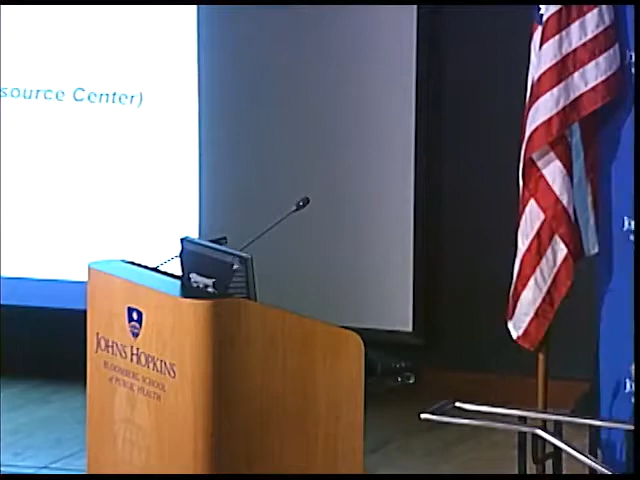 source Center)
JOHNS HOPKINS
BLOOMBERG SCHOOL
of PUBLIC HEALTH